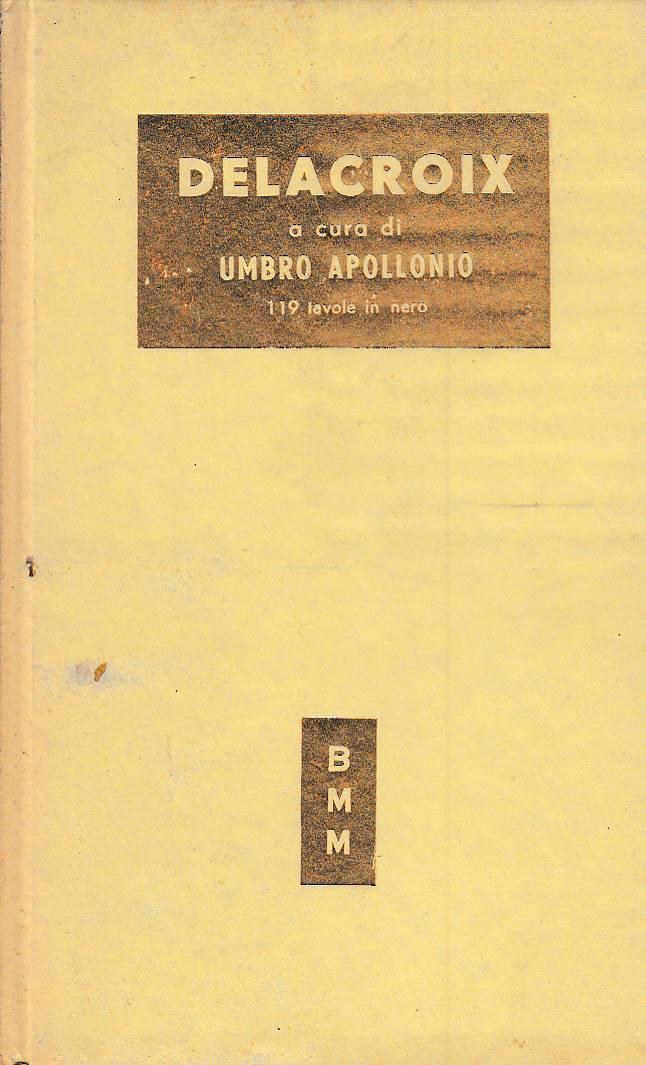 DELACROIX
a cura di
UMBRO APOLLONIO
119 tavole in nero
B
M
M